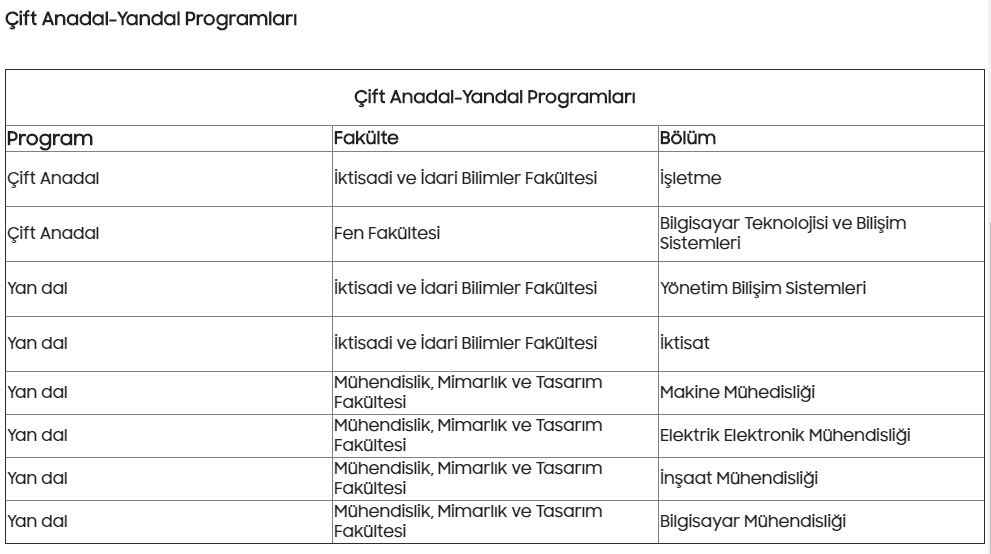 Çift Anadal-Yandal Programları
Çift Anadal-Yandal Programları
Program Fakülte Bölüm
Çift Anadal İktisadi ve İdari Bilimler Fakültesi İşletme
Çift Anadal Fen Fakültesi Bilgisayar Teknolojisi ve Bilişim
Sistemleri
Yan dal İktisadi ve İdari Bilimler Fakültesi Yönetim Bilişim Sistemleri
Yan dal İktisadi ve İdari Bilimler Fakültesi İktisat
Yan dal Mühendislik, Mimarlık ve Tasarım
Fakültesi Makine Mühedisliği
Yan dal Mühendislik, Mimarlık ve Tasarım
Fakültesi Elektrik Elektronik Mühendisliği
Yan dal Mühendislik, Mimarlık ve Tasarım
Fakültesi İnşaat Mühendisliği
Yan dal Mühendislik, Mimarlık ve Tasarım
Fakültesi Bilgisayar Mühendisliği